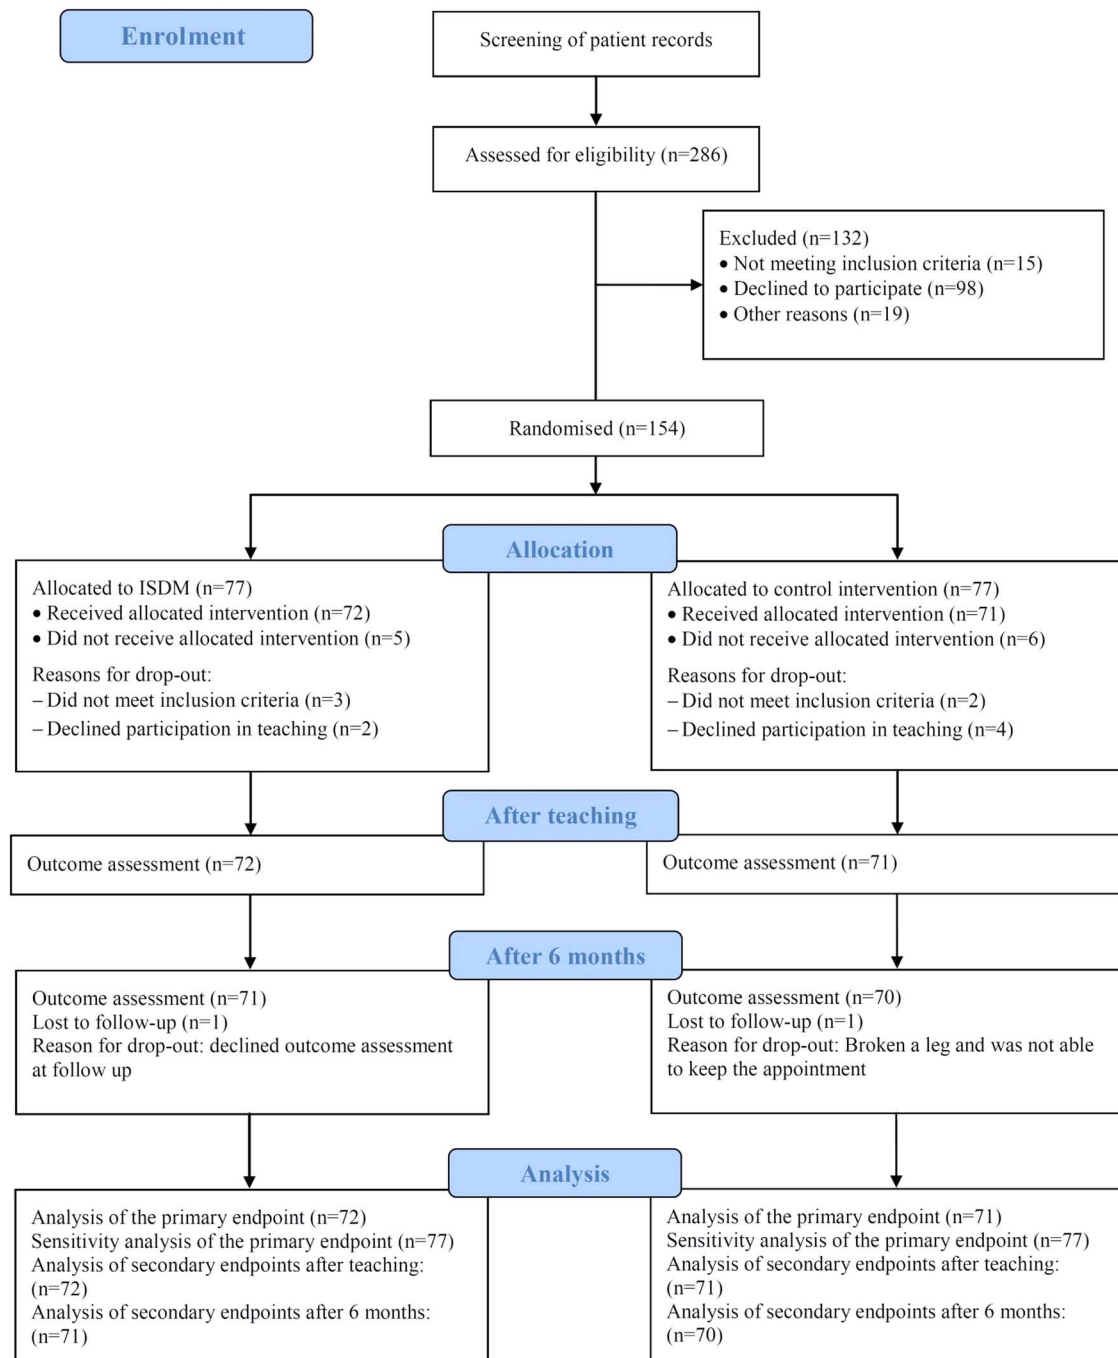 Enrolment
Screening of patient records
Assessed for eligibility (n=286)
Excluded (n=132)
• Not meeting inclusion criteria (n=15)
• Declined to participate (n=98)
• Other reasons (n=19)
Randomised (n=154)
Allocation
Allocated to ISDM (n=77)
• Received allocated intervention (n=72)
• Did not receive allocated intervention (n=5)
Reasons for drop-out:
– Did not meet inclusion criteria (n=3)
– Declined participation in teaching (n=2)
Allocated to control intervention (n=77)
• Received allocated intervention (n=71)
• Did not receive allocated intervention (n=6)
Reasons for drop-out:
– Did not meet inclusion criteria (n=2)
– Declined participation in teaching (n=4)
After teaching
Outcome assessment (n=72)
Outcome assessment (n=71)
After 6 months
Outcome assessment (n=71)
Lost to follow-up (n=1)
Reason for drop-out: declined outcome assessment
at follow up
Outcome assessment (n=70)
Lost to follow-up (n=1)
Reason for drop-out: Broken a leg and was not able
to keep the appointment
Analysis
Analysis of the primary endpoint (n=72)
Sensitivity analysis of the primary endpoint (n=77)
Analysis of secondary endpoints after teaching:
(n=72)
Analysis of secondary endpoints after 6 months:
(n=71)
Analysis of the primary endpoint (n=71)
Sensitivity analysis of the primary endpoint (n=77)
Analysis of secondary endpoints after teaching:
(n=71)
Analysis of secondary endpoints after 6 months:
(n=70)